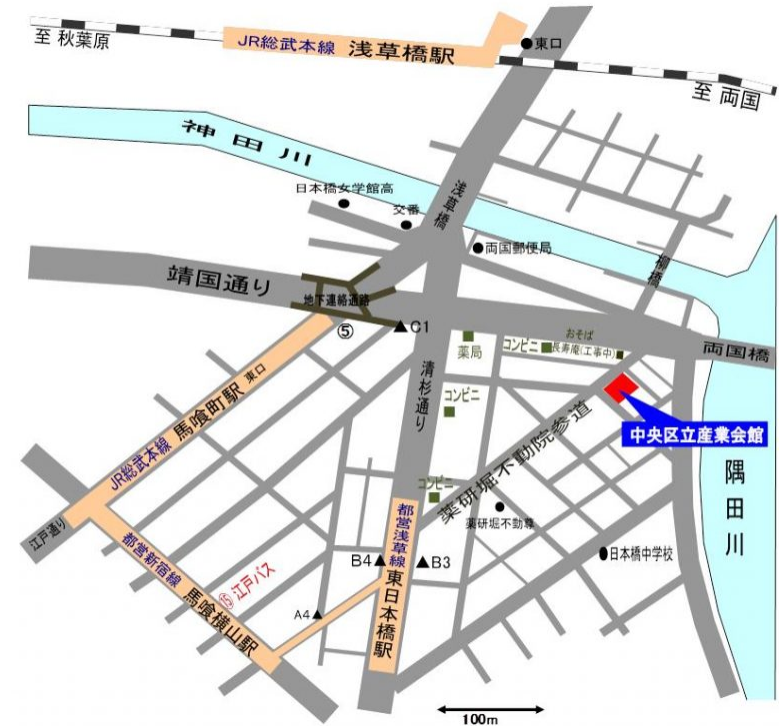 至 秋葉原
JR総武本線 浅草橋駅
東口
至 両国
神田川
日本橋女学館高
交番
浅草橋
両国郵便局
柳橋
靖国通り
地下連絡通路
⑤
C1
薬局
コンビニ
おそば
長寿庵(工事中)
両国橋
清杉通り
コンビニ
中央区立産業会館
JR総武本線 馬喰町駅 東口
薬研堀不動院参道
隅田川
コンビニ
薬研堀不動尊
江戸通り
都営新宿線 馬喰横山駅
⑮江戸バス
都営浅草線 東日本橋駅
B4
B3
日本橋中学校
A4
100m